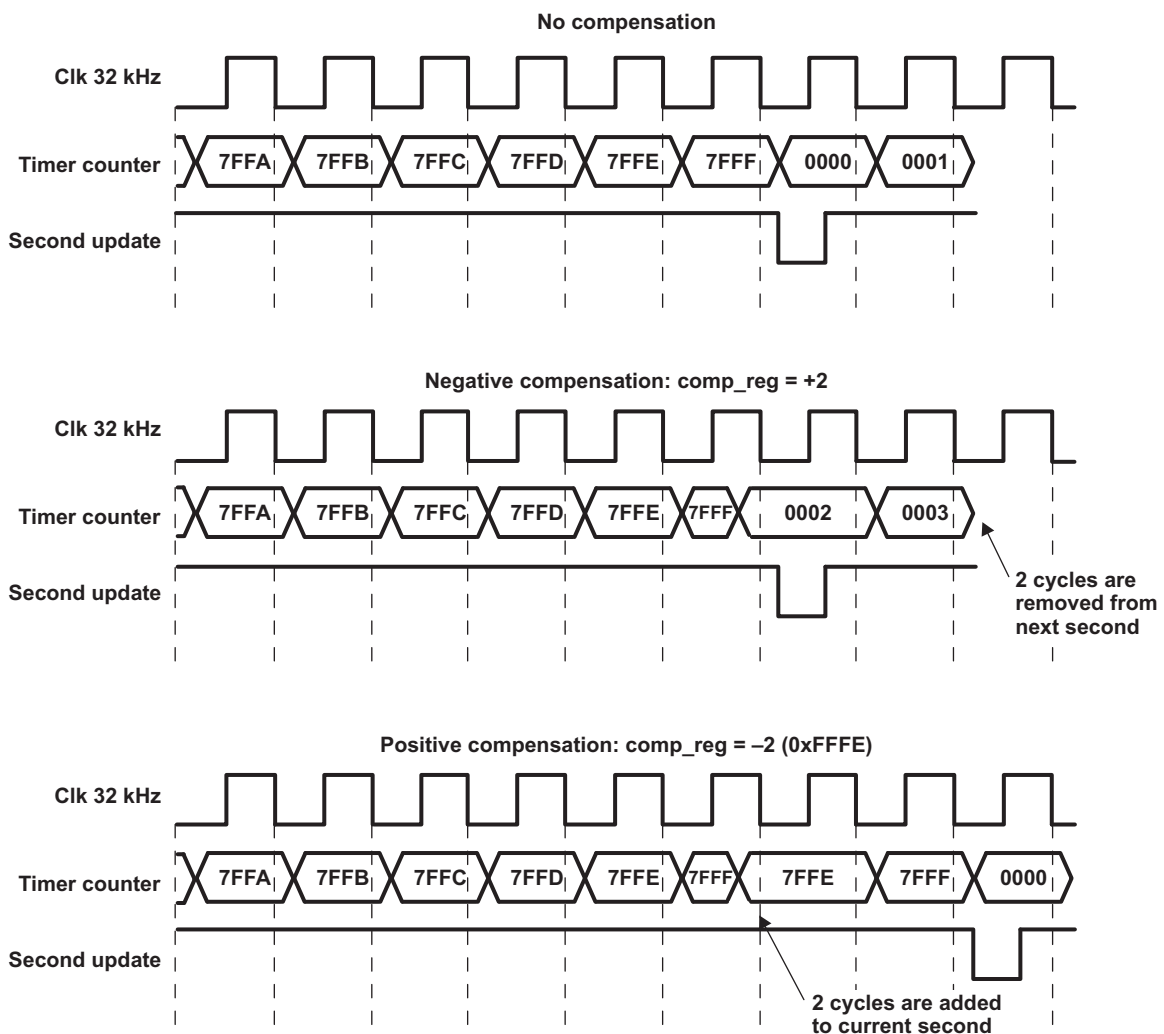 No compensation
Clk 32 kHz
Timer counter
7FFA 7FFB 7FFC 7FFD 7FFE 7FFF 0000 0001
Second update
Negative compensation: comp_reg = +2
Clk 32 kHz
Timer counter
7FFA 7FFB 7FFC 7FFD 7FFE 7FFF 0002 0003
Second update
2 cycles are
removed from
next second
Positive compensation: comp_reg = –2 (0xFFFE)
Clk 32 kHz
Timer counter
7FFA 7FFB 7FFC 7FFD 7FFE 7FFF 7FFE 7FFF 0000
Second update
2 cycles are added
to current second